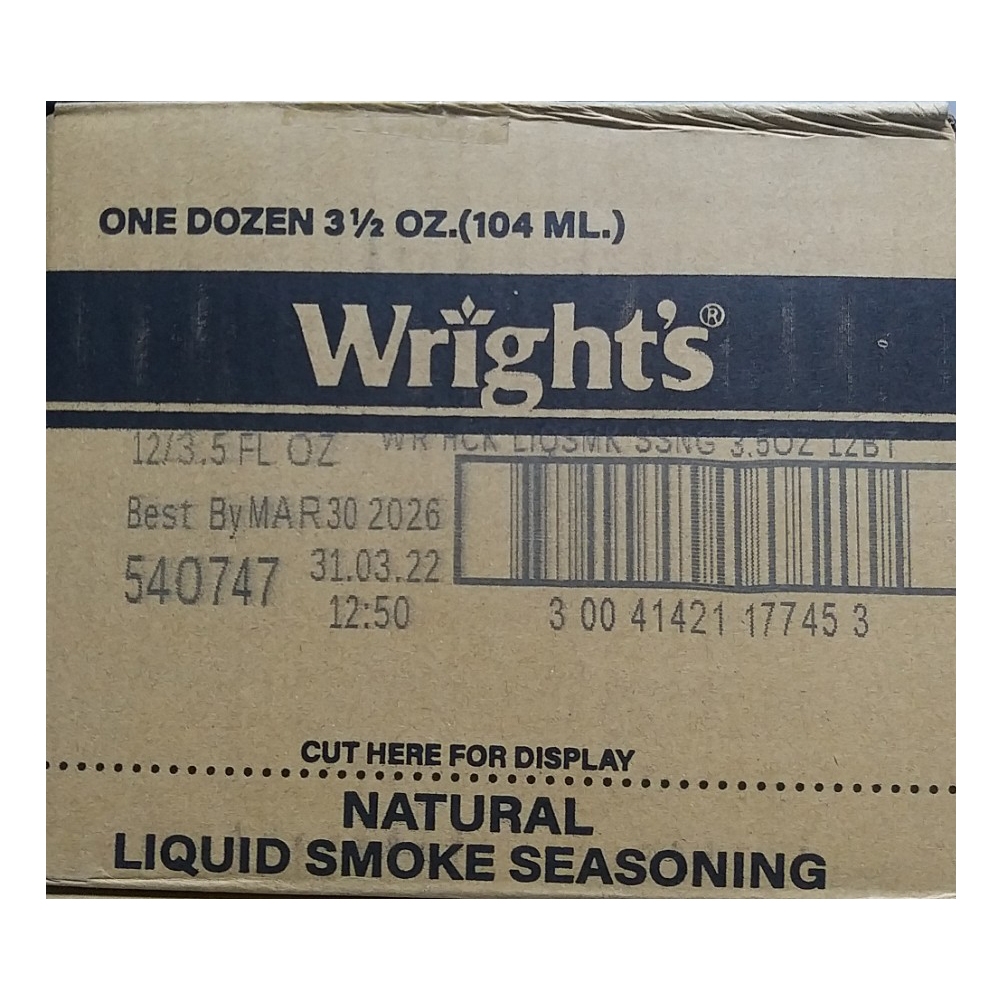 ONE DOZEN 3½ OZ.(104 ML.)
Wright's®
12/3.5 FL OZ WR HCK LIQSMK SSNG 3.5OZ 12BT
Best By MAR 30 2026
540747 31.03.22
12:50
3 00 41421 17745 3
CUT HERE FOR DISPLAY
NATURAL
LIQUID SMOKE SEASONING